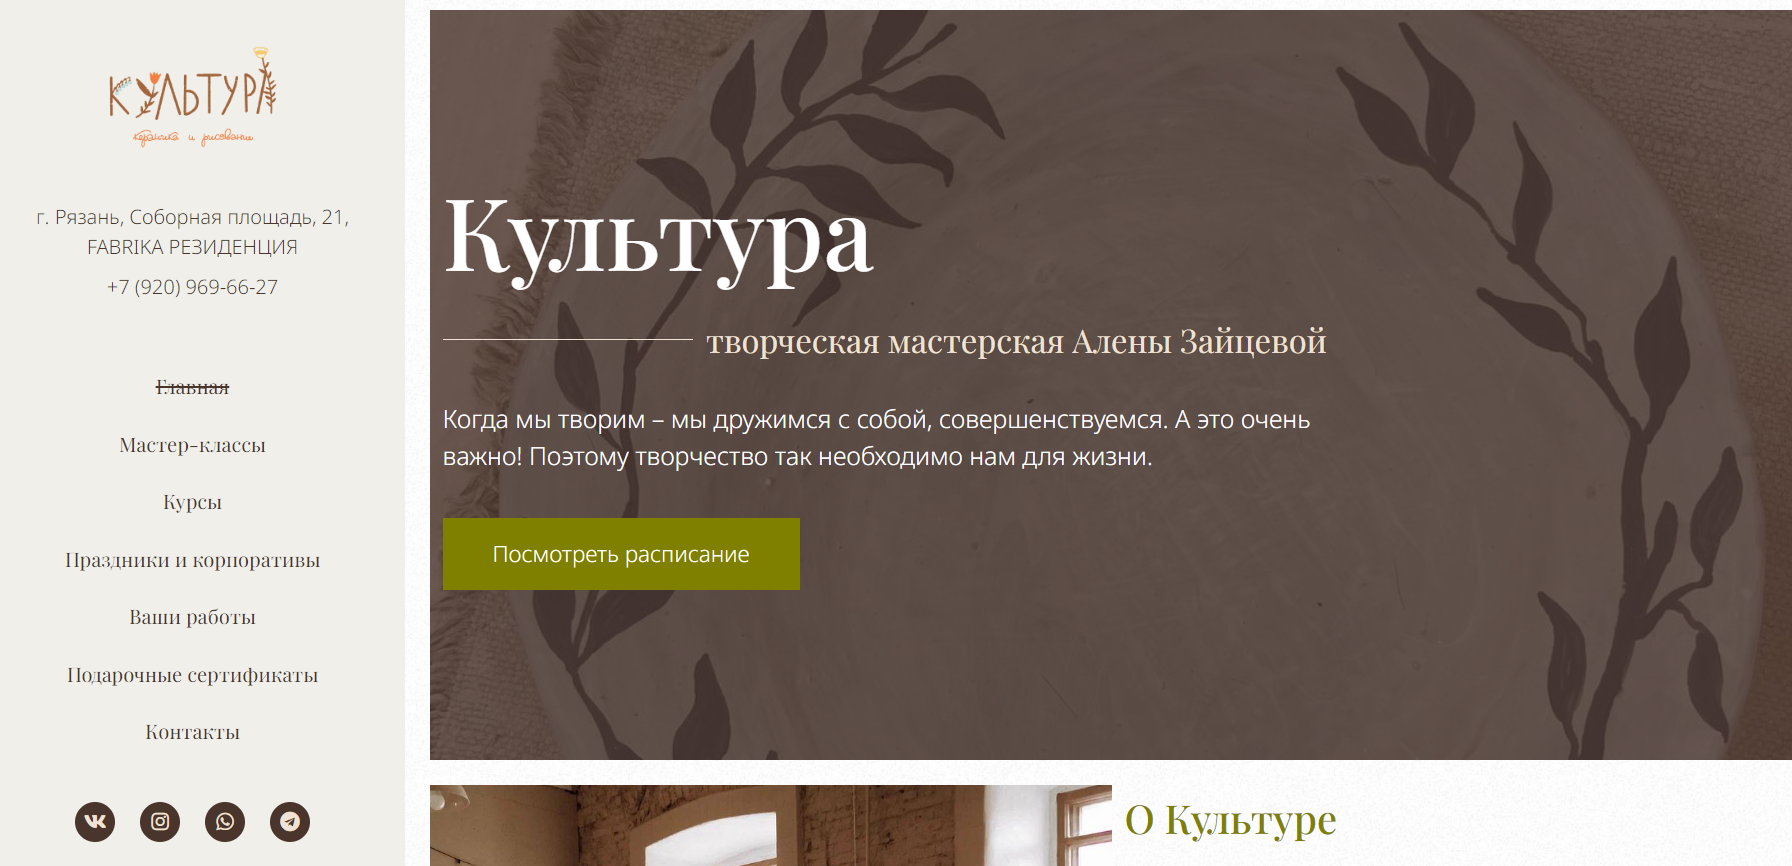 КУЛЬТУРА
керамика и рисование
г. Рязань, Соборная площадь, 21,
FABRIKA РЕЗИДЕНЦИЯ
+7 (920) 969-66-27
Главная
Мастер-классы
Курсы
Праздники и корпоративы
Ваши работы
Подарочные сертификаты
Контакты
Культура
творческая мастерская Алены Зайцевой
Когда мы творим – мы дружимся с собой, совершенствуемся. А это очень
важно! Поэтому творчество так необходимо нам для жизни.
Посмотреть расписание
О Культуре